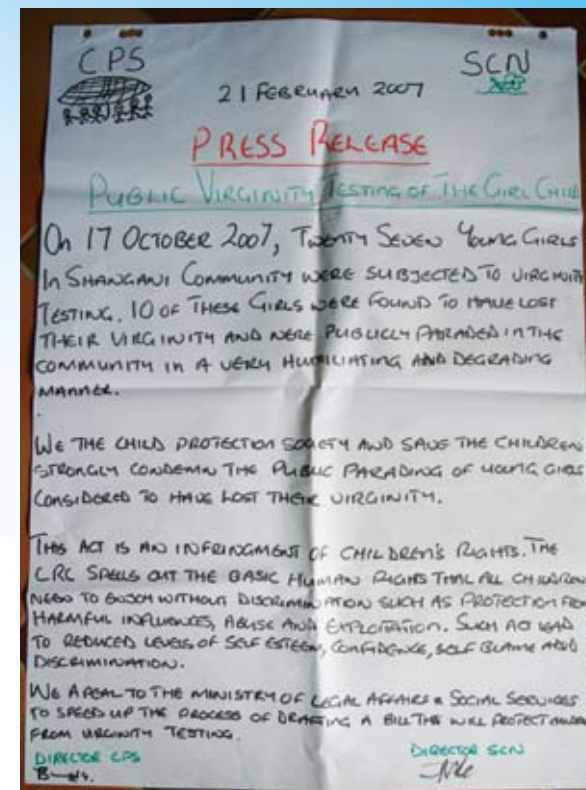 CPS
SCN
21 FEBRUARY 2007
PRESS RELEASE
PUBLIC VIRGINITY TESTING OF THE GIRL CHILD
On 17 OCTOBER 2007, TWENTY SEVEN YOUNG GIRLS
IN SHANGANI COMMUNITY WERE SUBJECTED TO VIRGINITY
TESTING. 10 OF THESE GIRLS WERE FOUND TO HAVE LOST
THEIR VIRGINITY AND WERE PUBLICLY PARADED IN THE
COMMUNITY IN A VERY HUMILIATING AND DEGRADING
MANNER.
WE THE CHILD PROTECTION SOCIETY AND SAVE THE CHILDREN
STRONGLY CONDEMN THE PUBLIC PARADING OF YOUNG GIRLS
CONSIDERED TO HAVE LOST THEIR VIRGINITY.
THIS ACT IS AN INFRINGMENT OF CHILDREN'S RIGHTS. THE
CRC SPELLS OUT THE BASIC HUMAN RIGHTS THAT ALL CHILDREN
NEED TO WITHOUT DISCRIMINATION SUCH AS PROTECTION
HARMFUL INFLUENCES, ABUSE AND EXPLOITATION. SUCH LEAD
TO REDUCED LEVELS OF SELF ESTEEM, CONFIDENCE, SELF BLAME AND
DISCRIMINATION.
WE APEAL TO THE MINISTRY OF LEGAL AFFAIRS & SOCIAL SERVICES
TO SPEED UP THE PROCESS OF DRAFTING A BILL WILL PROTECT
FROM VIRGINITY TESTING.
DIRECTOR CPS
DIRECTOR SCN